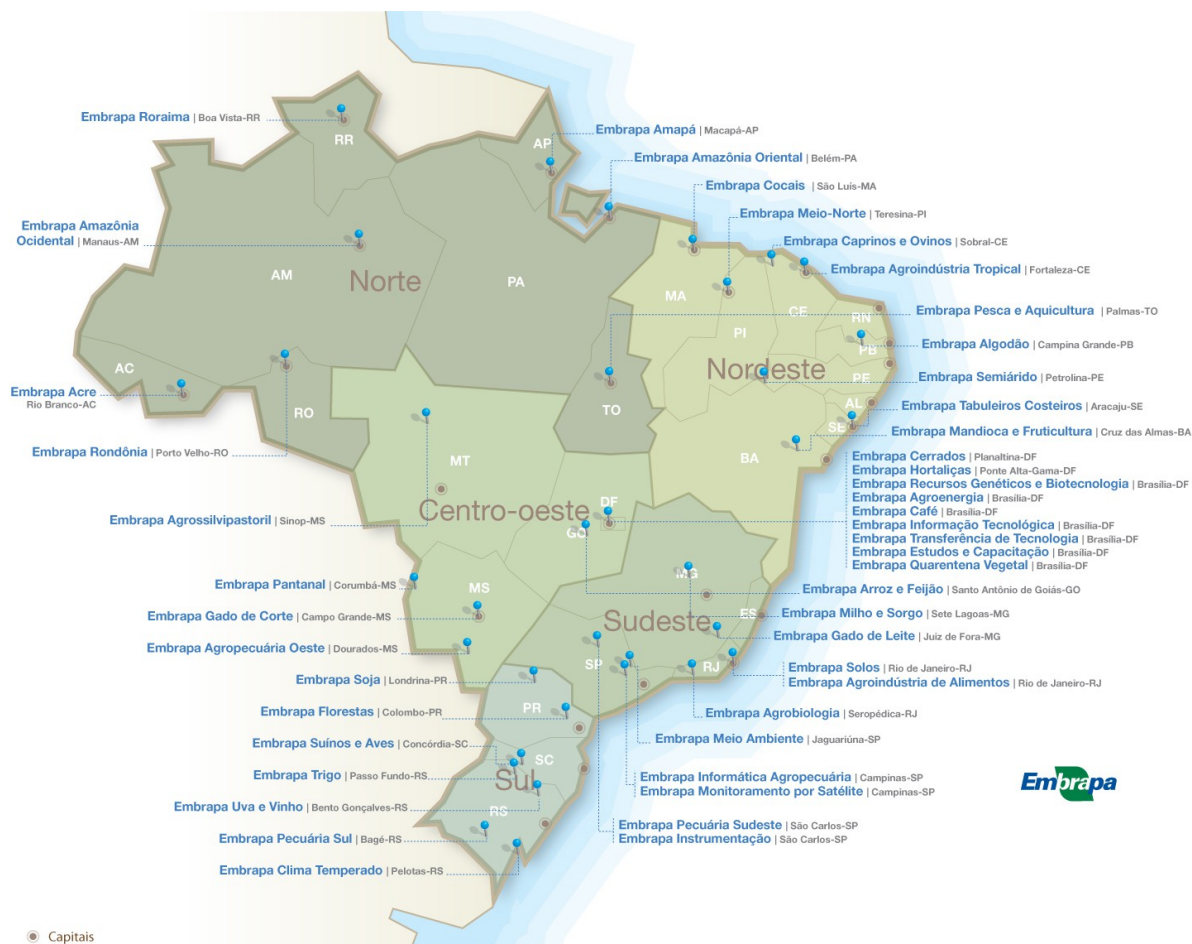 Embrapa Roraima | Boa Vista-RR
RR
AP
Embrapa Amapá | Macapá-AP
Embrapa Amazônia Oriental | Belém-PA
Embrapa Cocais | São Luís-MA
Embrapa Meio-Norte | Teresina-PI
Embrapa Caprinos e Ovinos | Sobral-CE
Embrapa Agroindústria Tropical | Fortaleza-CE
Embrapa Amazônia
Ocidental | Manaus-AM
AM
Norte
PA
MA
CE
PI
RN
PB
PE
AL
SE
BA
Nordeste
Embrapa Pesca e Aquicultura | Palmas-TO
Embrapa Algodão | Campina Grande-PB
Embrapa Semiárido | Petrolina-PE
Embrapa Tabuleiros Costeiros | Aracaju-SE
Embrapa Mandioca e Fruticultura | Cruz das Almas-BA
AC
Embrapa Acre
Rio Branco-AC
RO
TO
Embrapa Rondônia | Porto Velho-RO
MT
Embrapa Cerrados | Planaltina-DF
Embrapa Hortaliças | Ponte Alta-Gama-DF
Embrapa Recursos Genéticos e Biotecnologia | Brasília-DF
Embrapa Agroenergia | Brasília-DF
Embrapa Café | Brasília-DF
Embrapa Informação Tecnológica | Brasília-DF
Embrapa Transferência de Tecnologia | Brasília-DF
Embrapa Estudos e Capacitação | Brasília-DF
Embrapa Quarentena Vegetal | Brasília-DF
Centro-oeste
DF
GO
Embrapa Agrossilvipastoril | Sinop-MS
Embrapa Pantanal | Corumbá-MS
MS
MG
ES
Embrapa Arroz e Feijão | Santo Antônio de Goiás-GO
Embrapa Gado de Corte | Campo Grande-MS
Sudeste
Embrapa Milho e Sorgo | Sete Lagoas-MG
Embrapa Gado de Leite | Juiz de Fora-MG
Embrapa Agropecuária Oeste | Dourados-MS
SP
RJ
Embrapa Solos | Rio de Janeiro-RJ
Embrapa Agroindústria de Alimentos | Rio de Janeiro-RJ
Embrapa Soja | Londrina-PR
PR
Embrapa Florestas | Colombo-PR
Embrapa Agrobiologia | Seropédica-RJ
Embrapa Meio Ambiente | Jaguariúna-SP
Embrapa Suínos e Aves | Concórdia-SC
SC
Embrapa Trigo | Passo Fundo-RS
Sul
Embrapa Informática Agropecuária | Campinas-SP
Embrapa Monitoramento por Satélite | Campinas-SP
Embrapa
Embrapa Uva e Vinho | Bento Gonçalves-RS
RS
Embrapa Pecuária Sudeste | São Carlos-SP
Embrapa Instrumentação | São Carlos-SP
Embrapa Pecuária Sul | Bagé-RS
Embrapa Clima Temperado | Pelotas-RS
Capitais